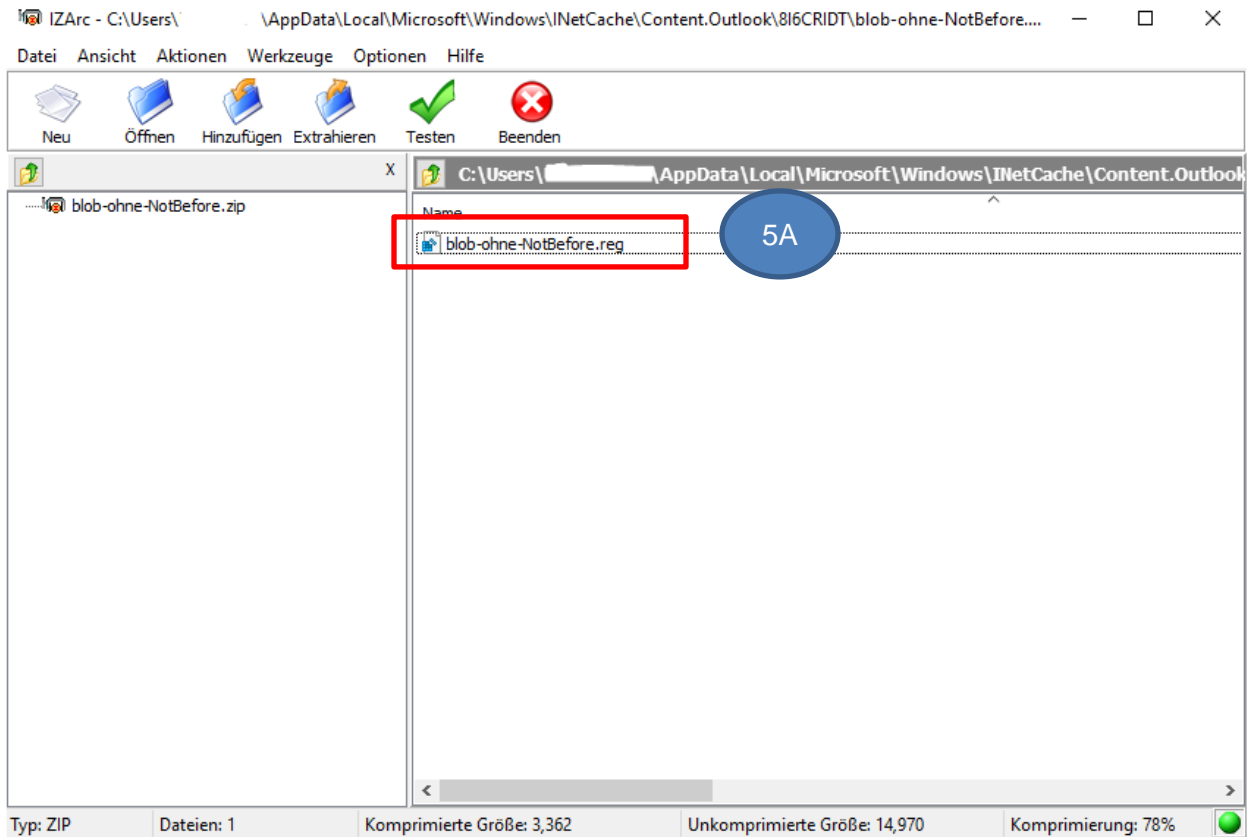 IZArc - C:\Users\ \AppData\Local\Microsoft\Windows\INetCache\Content.Outlook\8I6CRIDT\blob-ohne-NotBefore....
Datei Ansicht Aktionen Werkzeuge Optionen Hilfe
Neu Öffnen Hinzufügen Extrahieren Testen Beenden
X
C:\Users\ \AppData\Local\Microsoft\Windows\INetCache\Content.Outlook
blob-ohne-NotBefore.zip
Name
blob-ohne-NotBefore.reg
5A
Typ: ZIP Dateien: 1 Komprimierte Größe: 3,362 Unkomprimierte Größe: 14,970 Komprimierung: 78%